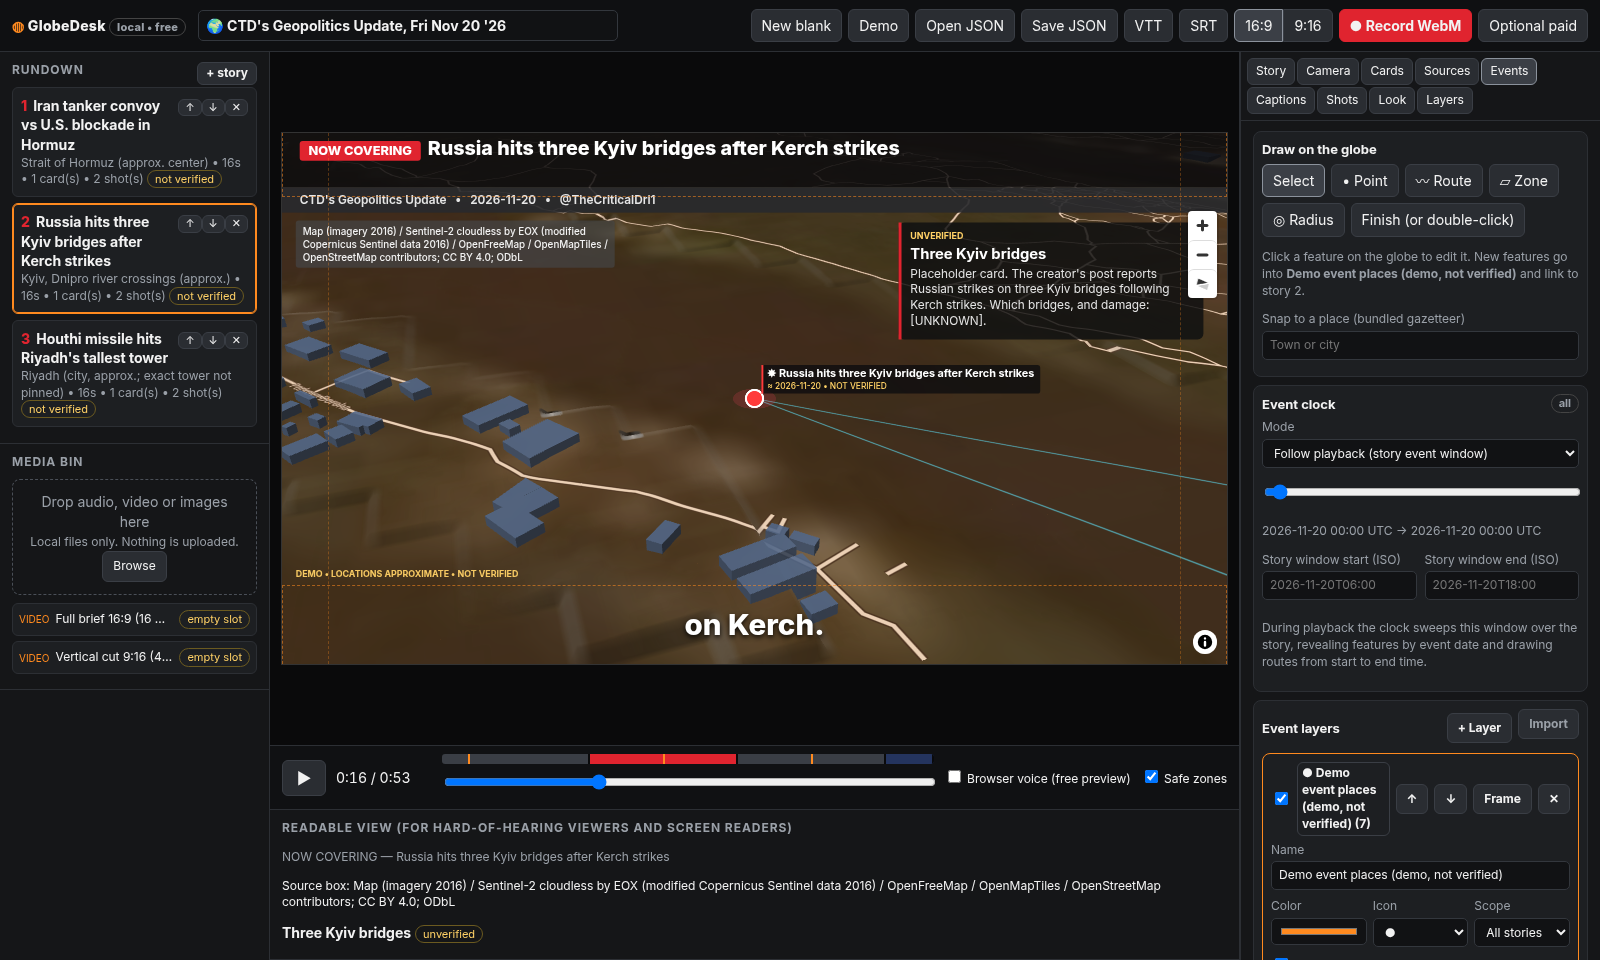 GlobeDesk local • free
🌍 CTD's Geopolitics Update, Fri Nov 20 '26
New blank
Demo
Open JSON
Save JSON
VTT
SRT
16:9
9:16
Record WebM
Optional paid
RUNDOWN
+ story
1 Iran tanker convoy
vs U.S. blockade in
Hormuz
Strait of Hormuz (approx. center) • 16s
• 1 card(s) • 2 shot(s) not verified
2 Russia hits three
Kyiv bridges after
Kerch strikes
Kyiv, Dnipro river crossings (approx.) •
16s • 1 card(s) • 2 shot(s) not verified
3 Houthi missile hits
Riyadh's tallest tower
Riyadh (city, approx.; exact tower not
pinned) • 16s • 1 card(s) • 2 shot(s)
not verified
MEDIA BIN
Drop audio, video or images
here
Local files only. Nothing is uploaded.
Browse
VIDEO Full brief 16:9 (16 ... empty slot
VIDEO Vertical cut 9:16 (4... empty slot
NOW COVERING Russia hits three Kyiv bridges after Kerch strikes
CTD's Geopolitics Update • 2026-11-20 • @TheCriticalDri1
Map (imagery 2016) / Sentinel-2 cloudless by EOX (modified
Copernicus Sentinel data 2016) / OpenFreeMap / OpenMapTiles /
OpenStreetMap contributors; CC BY 4.0; ODbL
UNVERIFIED
Three Kyiv bridges
Placeholder card. The creator's post reports
Russian strikes on three Kyiv bridges following
Kerch strikes. Which bridges, and damage:
[UNKNOWN].
✸ Russia hits three Kyiv bridges after Kerch strikes
≈ 2026-11-20 • NOT VERIFIED
DEMO • LOCATIONS APPROXIMATE • NOT VERIFIED
on Kerch.
0:16 / 0:53
Browser voice (free preview)
Safe zones
READABLE VIEW (FOR HARD-OF-HEARING VIEWERS AND SCREEN READERS)
NOW COVERING — Russia hits three Kyiv bridges after Kerch strikes
Source box: Map (imagery 2016) / Sentinel-2 cloudless by EOX (modified Copernicus Sentinel data 2016) / OpenFreeMap / OpenMapTiles / OpenStreetMap
contributors; CC BY 4.0; ODbL
Three Kyiv bridges unverified
Story
Camera
Cards
Sources
Events
Captions
Shots
Look
Layers
Draw on the globe
Select
• Point
Route
Zone
◎ Radius
Finish (or double-click)
Click a feature on the globe to edit it. New features go
into Demo event places (demo, not verified) and link to
story 2.
Snap to a place (bundled gazetteer)
Town or city
Event clock
all
Mode
Follow playback (story event window)
2026-11-20 00:00 UTC → 2026-11-20 00:00 UTC
Story window start (ISO)
Story window end (ISO)
2026-11-20T06:00
2026-11-20T18:00
During playback the clock sweeps this window over the
story, revealing features by event date and drawing
routes from start to end time.
Event layers
+ Layer
Import
● Demo
event places
(demo, not
verified) (7)
↑
↓
Frame
✕
Name
Demo event places (demo, not verified)
Color
Icon
Scope
●
All stories